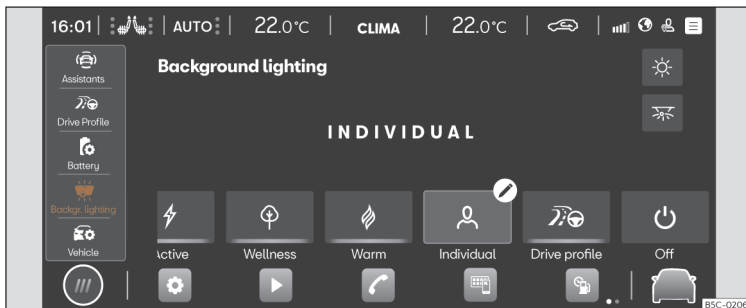 16:01 AUTO 22.0°C CLIMA 22.0°C
Assistants
Background lighting
Drive Profile
INDIVIDUAL
Battery
Backgr. lighting
Vehicle
Active Wellness Warm Individual Drive profile Off
B5C-0206